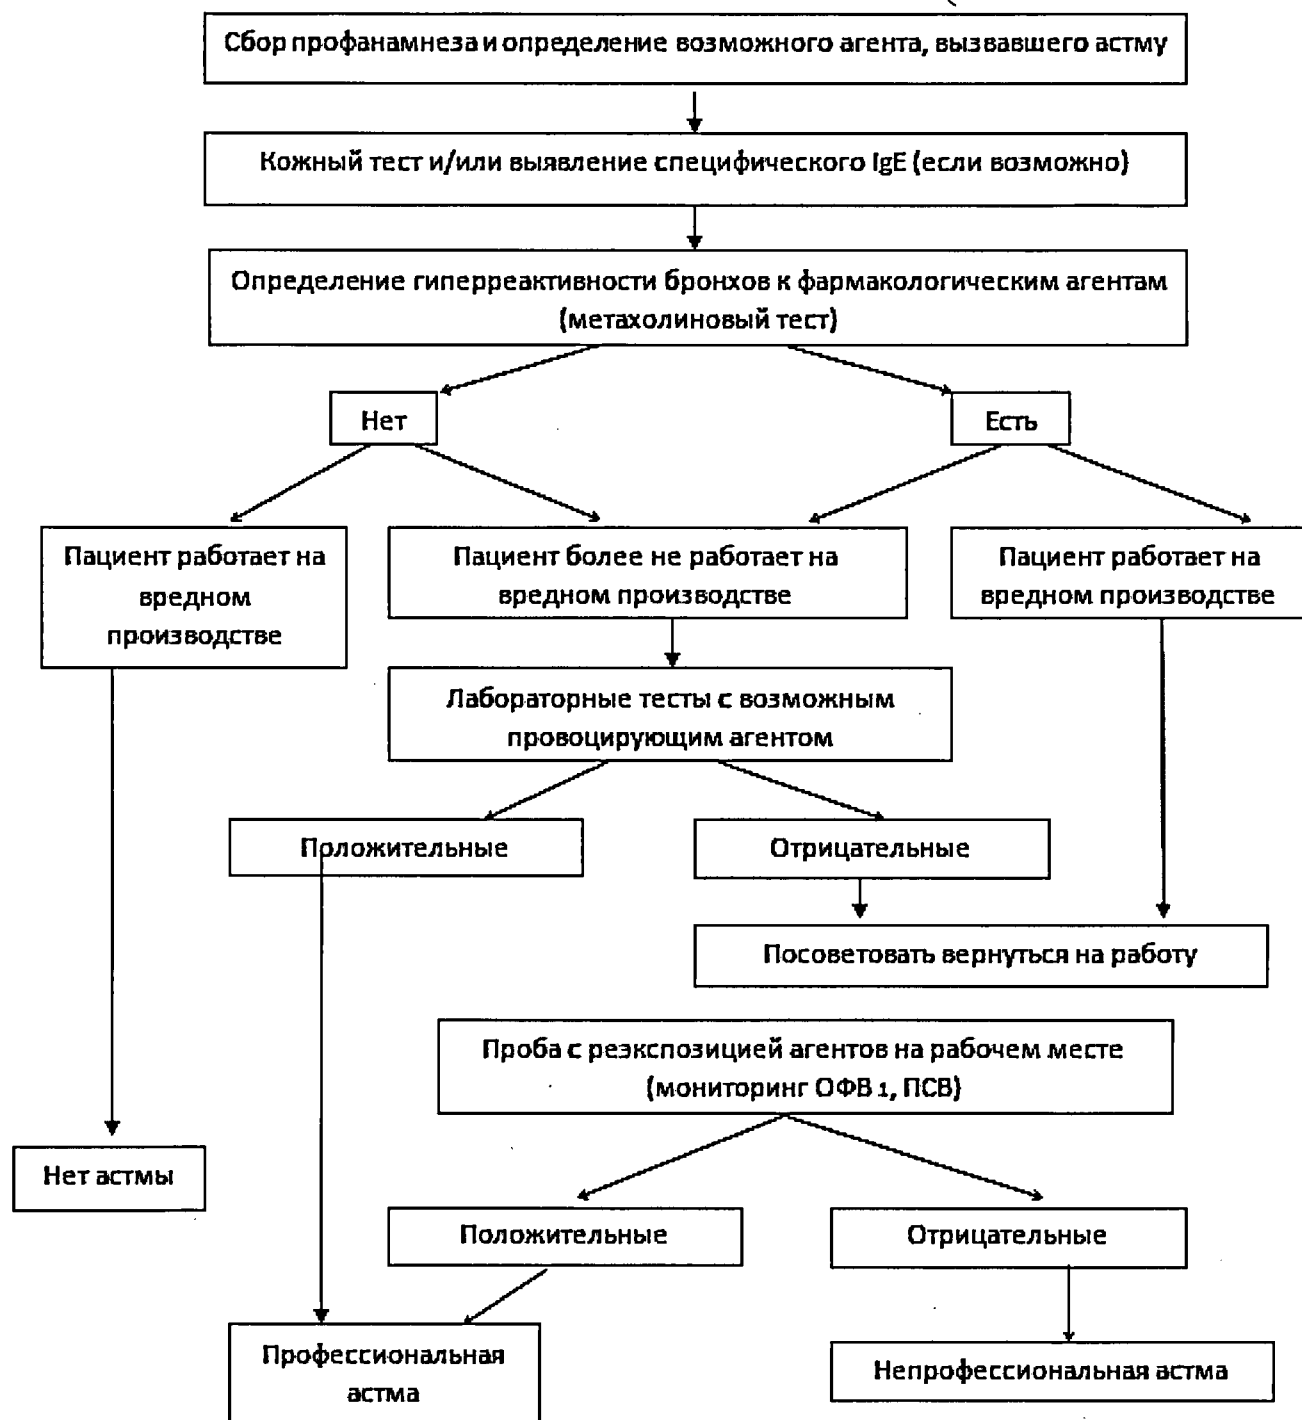 Сбор профанамнеза и определение возможного агента, вызвавшего астму
Кожный тест и/или выявление специфического IgE (если возможно)
Определение гиперреактивности бронхов к фармакологическим агентам
(метахолиновый тест)
Нет
Есть
Пациент работает на
вредном
производстве
Пациент более не работает на
вредном производстве
Пациент работает на
вредном производстве
Лабораторные тесты с возможным
провоцирующим агентом
Положительные
Отрицательные
Посоветовать вернуться на работу
Проба с реэкспозицией агентов на рабочем месте
(мониторинг ОФВ 1, ПСВ)
Нет астмы
Положительные
Отрицательные
Профессиональная
астма
Непрофессиональная астма